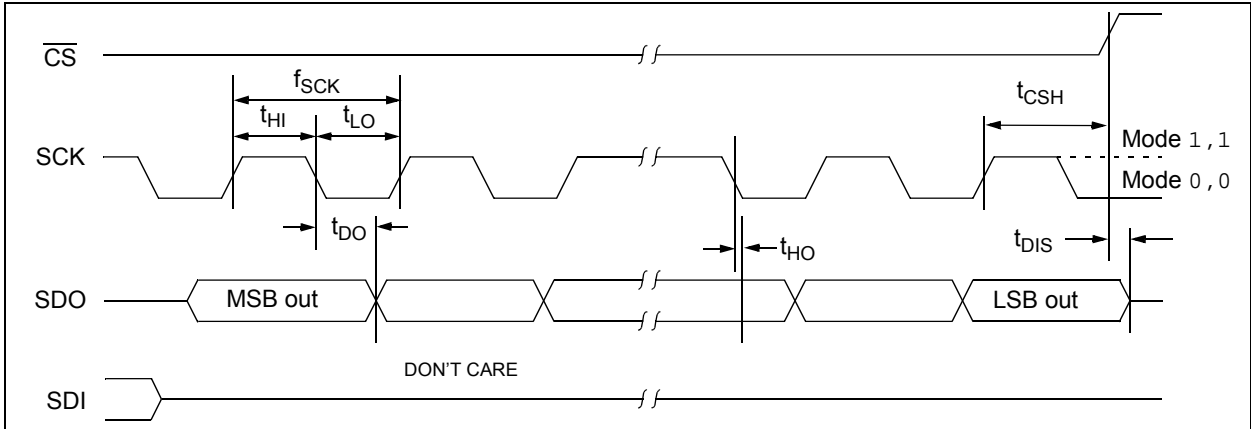 CS
fSCK
tHI
tLO
tCSH
SCK
Mode 1,1
Mode 0,0
tDO
tHO
tDIS
SDO
MSB out
LSB out
DON'T CARE
SDI